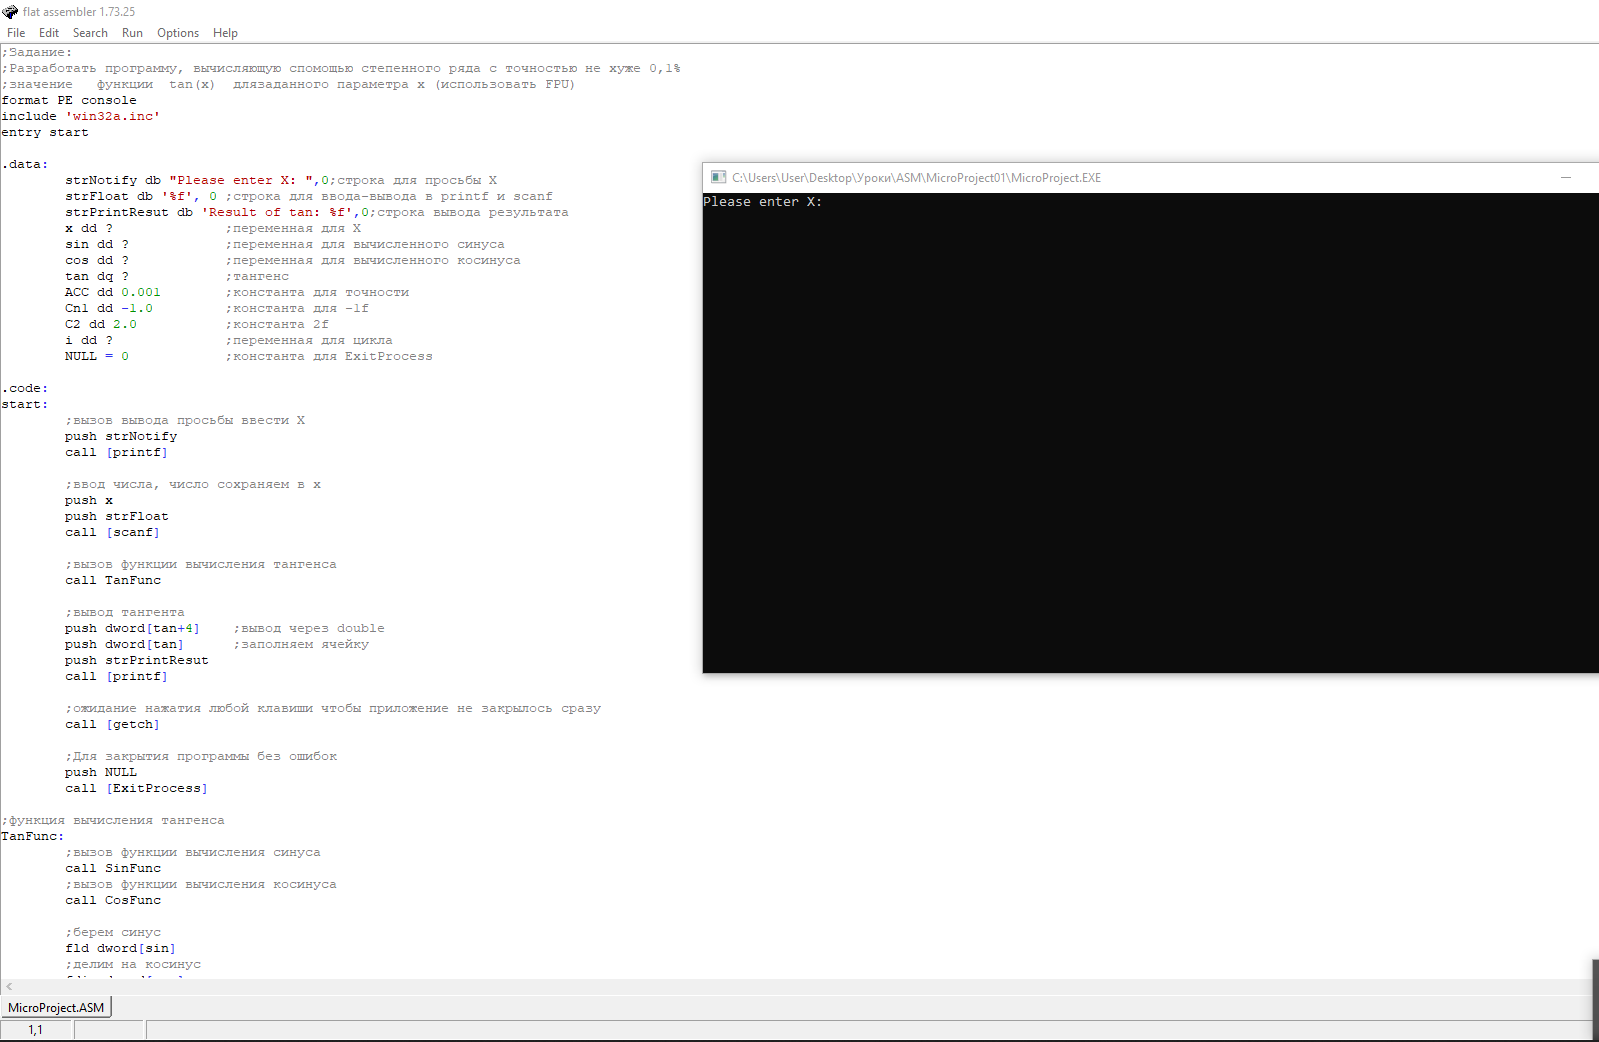 flat assembler 1.73.25
File Edit Search Run Options Help
;Задание:
;Разработать программу, вычисляющую спомощью степенного ряда с точностью не хуже 0,1%
;значение   функции  tan(x)  длязаданного параметра x (использовать FPU)
format PE console
include 'win32a.inc'
entry start
.data:
strNotify db "Please enter X: ",0;строка для просьбы X
strFloat db '%f', 0 ;строка для ввода-вывода в printf и scanf
strPrintResut db 'Result of tan: %f',0;строка вывода результата
x dd ?            ;переменная для X
sin dd ?            ;переменная для вычисленного синуса
cos dd ?            ;переменная для вычисленного косинуса
tan dq ?            ;тангенс
ACC dd 0.001        ;константа для точности
Cn1 dd -1.0         ;константа для -1f
C2 dd 2.0           ;константа 2f
i dd ?              ;переменная для цикла
NULL = 0            ;константа для ExitProcess
.code:
start:
;вызов вывода просьбы ввести X
push strNotify
call [printf]
;ввод числа, число сохраняем в x
push x
push strFloat
call [scanf]
;вызов функции вычисления тангенса
call TanFunc
;вывод тангента
push dword[tan+4]    ;вывод через double
push dword[tan]      ;заполняем ячейку
push strPrintResut
call [printf]
;ожидание нажатия любой клавиши чтобы приложение не закрылось сразу
call [getch]
;Для закрытия программы без ошибок
push NULL
call [ExitProcess]
;функция вычисления тангенса
TanFunc:
;вызов функции вычисления синуса
call SinFunc
;вызов функции вычисления косинуса
call CosFunc
;берем синус
fld dword[sin]
;делим на косинус
MicroProject.ASM
1,1
C:\Users\User\Desktop\Уроки\ASM\MicroProject01\MicroProject.EXE
Please enter X: